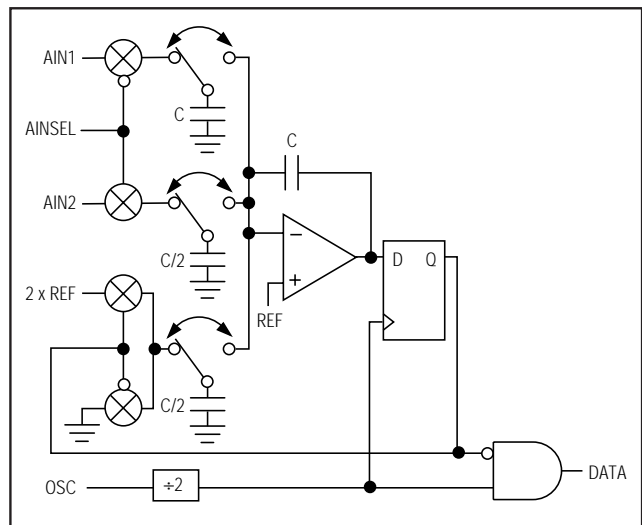 AIN1
C
AINSEL
C
AIN2
C/2
−
+
D Q
2 x REF
REF
C/2
DATA
OSC
÷2